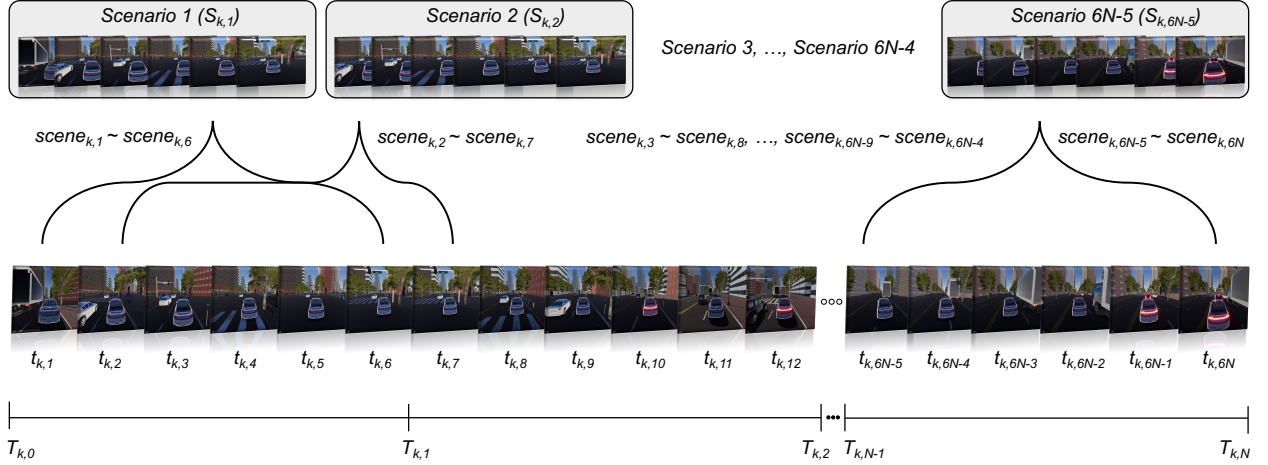 Scenario 1 (S_{k,1})
Scenario 2 (S_{k,2})
Scenario 3, …, Scenario 6N-4
Scenario 6N-5 (S_{k,6N-5})
scene_{k,1} ~ scene_{k,6}
scene_{k,2} ~ scene_{k,7}
scene_{k,3} ~ scene_{k,8}, …, scene_{k,6N-9} ~ scene_{k,6N-4}
scene_{k,6N-5} ~ scene_{k,6N}
t_{k,1} t_{k,2} t_{k,3} t_{k,4} t_{k,5} t_{k,6} t_{k,7} t_{k,8} t_{k,9} t_{k,10} t_{k,11} t_{k,12} t_{k,6N-5} t_{k,6N-4} t_{k,6N-3} t_{k,6N-2} t_{k,6N-1} t_{k,6N}
T_{k,0} T_{k,1} T_{k,2} T_{k,N-1} T_{k,N}